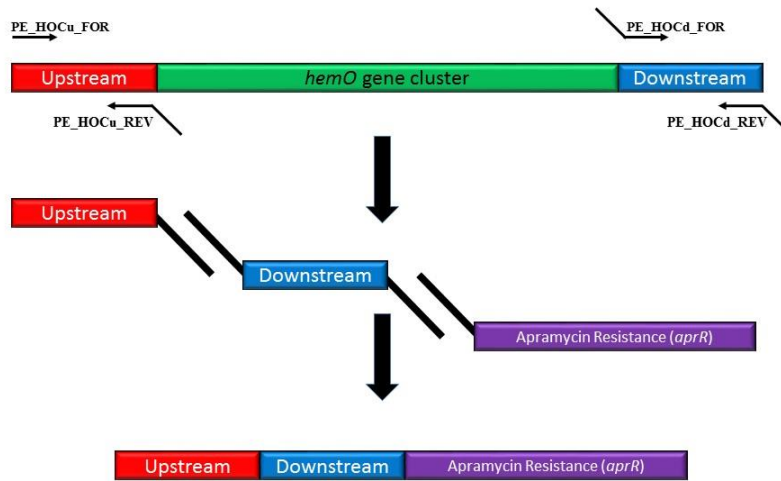 PE_HOCu_FOR
PE_HOCd_FOR
Upstream
hemO gene cluster
Downstream
PE_HOCu_REV
PE_HOCd_REV
Upstream
Downstream
Apramycin Resistance (aprR)
Upstream
Downstream
Apramycin Resistance (aprR)